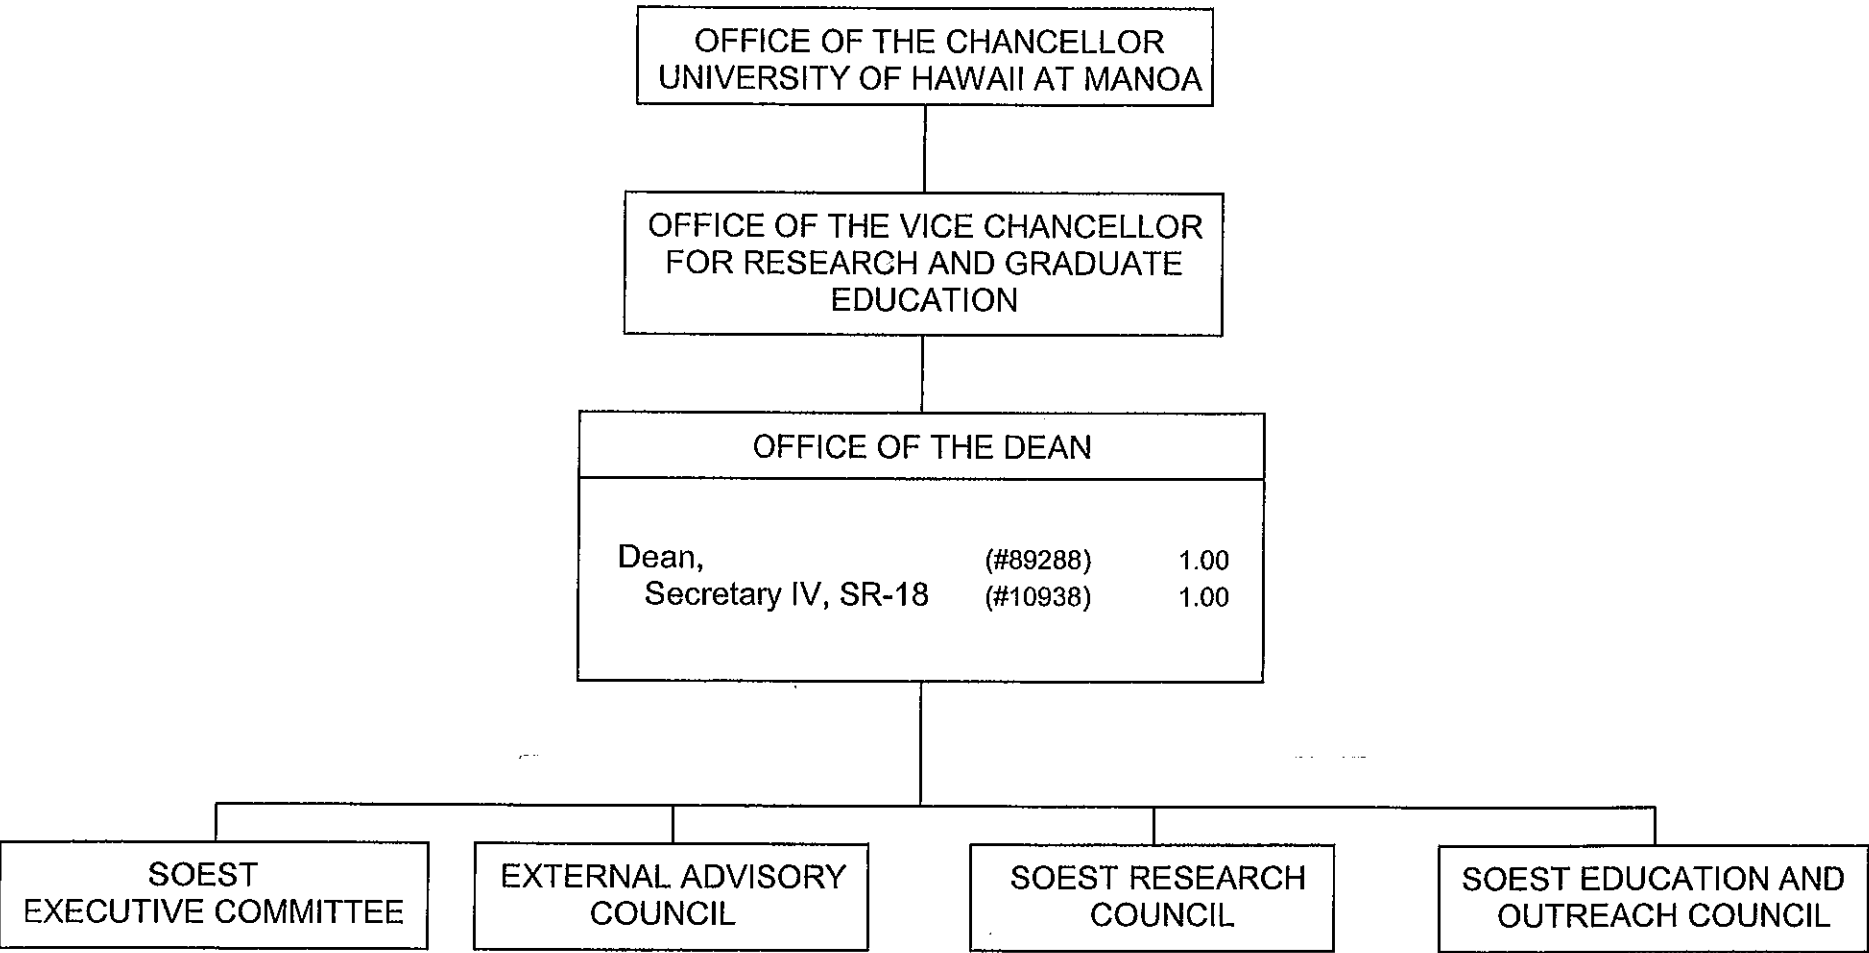 OFFICE OF THE CHANCELLOR
UNIVERSITY OF HAWAII AT MANOA
OFFICE OF THE VICE CHANCELLOR
FOR RESEARCH AND GRADUATE
EDUCATION
OFFICE OF THE DEAN
Dean, (#89288) 1.00
Secretary IV, SR-18 (#10938) 1.00
SOEST
EXECUTIVE COMMITTEE
EXTERNAL ADVISORY
COUNCIL
SOEST RESEARCH
COUNCIL
SOEST EDUCATION AND
OUTREACH COUNCIL